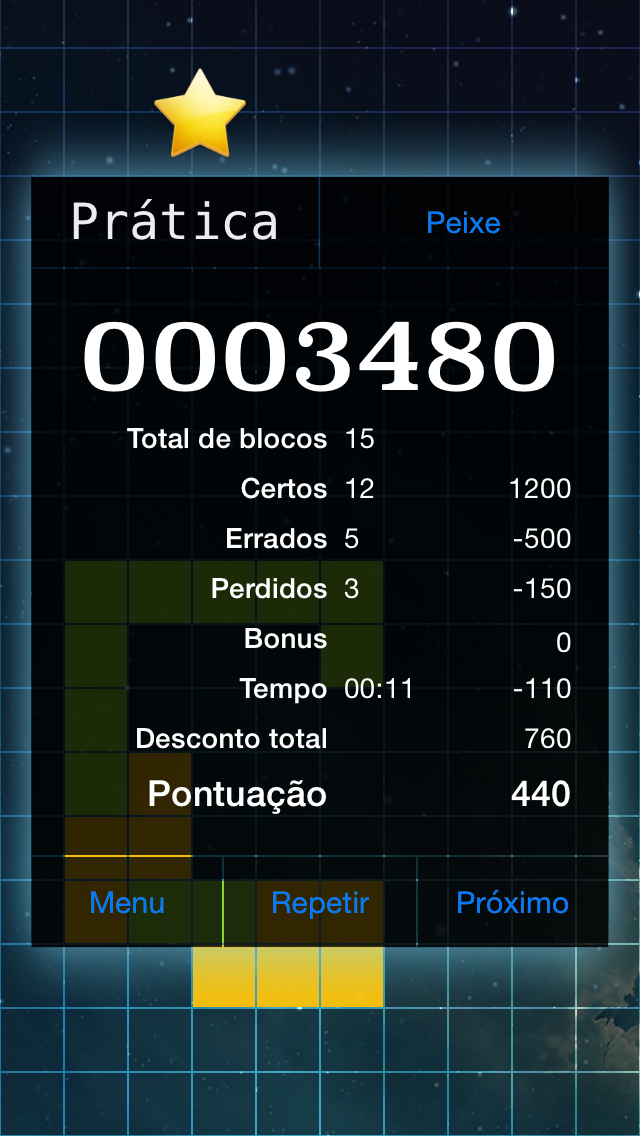 Prática Peixe
0003480
Total de blocos 15
Certos 12 1200
Errados 5 -500
Perdidos 3 -150
Bonus 0
Tempo 00:11 -110
Desconto total 760
Pontuação 440
Menu Repetir Próximo